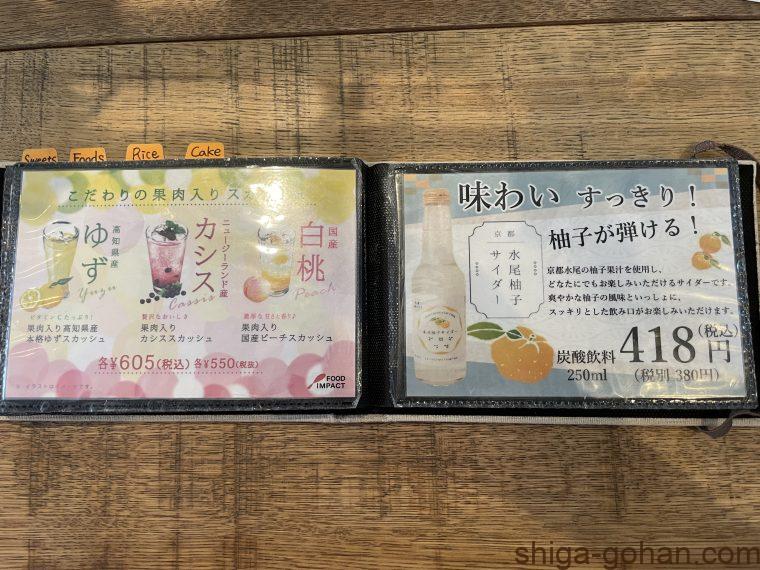 Sweets
Foods
Rice
Cake
こだわりの果肉入りス
高知県産
ゆず
Yuzu
ニュージーランド産
カシス
Cassis
国産
白桃
Peach
ビタミンCたっぷり!
果肉入り高知県産
本格ゆずスカッシュ
贅沢なおいしさ
果肉入り
カシススカッシュ
濃厚な甘さと香り♪
果肉入り
国産ピーチスカッシュ
各¥605(税込) 各¥550(税抜)
※イラストはイメージです。
FOOD
IMPACT
味わい すっきり!
柚子が弾ける!
京都
水尾柚子
サイダー
京都水尾の柚子果汁を使用し、
どなたにでもお楽しみいただけるサイダーです。
爽やかな柚子の風味といっしょに、
スッキリとした飲み口がお楽しみいただけます。
炭酸飲料
250ml
418円
(税込)
(税別 380円)
shiga-gohan.com